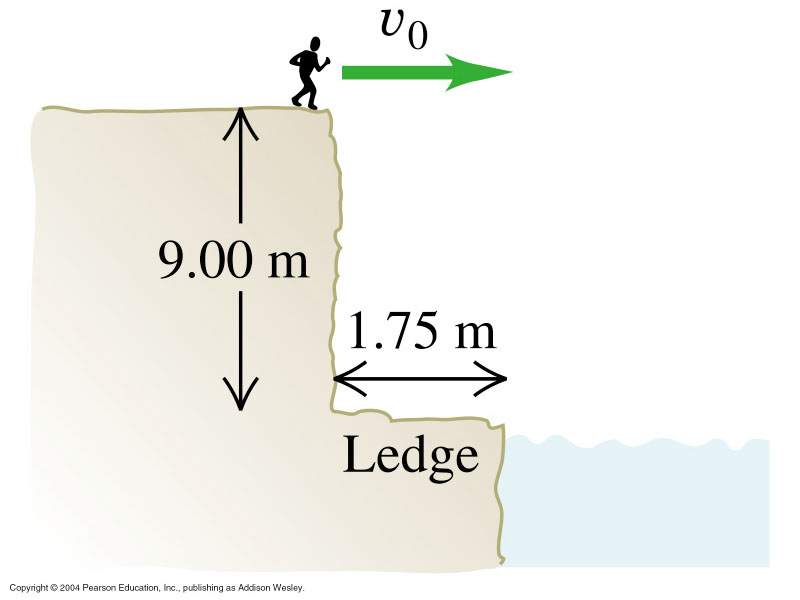 v0
9.00 m
1.75 m
Ledge
Copyright © 2004 Pearson Education, Inc., publishing as Addison Wesley.